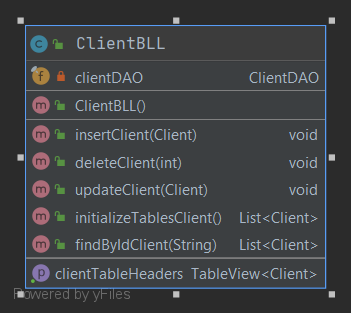 C ClientBLL
f clientDAO ClientDAO
m ClientBLL()
m insertClient(Client) void
m deleteClient(int) void
m updateClient(Client) void
m initializeTablesClient() List<Client>
m findByIdClient(String) List<Client>
p clientTableHeaders TableView<Client>
Powered by yFiles